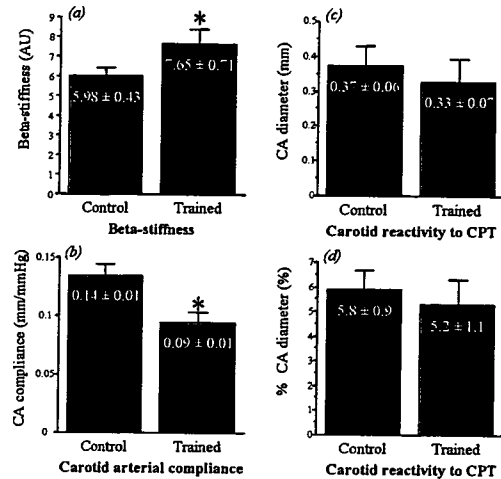 (a)
Beta-stiffness (AU)
9
8
7
6
5
4
3
2
1
0
5.98 ± 0.43
*
7.65 ± 0.71
Control Trained
Beta-stiffness
(c)
CA diameter (mm)
0.5
0.4
0.3
0.2
0.1
0
0.37 ± 0.06
0.33 ± 0.07
Control Trained
Carotid reactivity to CPT
(b)
CA compliance (mm/mmHg)
0.15
0.1
0.05
0
0.14 ± 0.01
*
0.09 ± 0.01
Control Trained
Carotid arterial compliance
(d)
% CA diameter (%)
7
6
5
4
3
2
1
0
5.8 ± 0.9
5.2 ± 1.1
Control Trained
Carotid reactivity to CPT